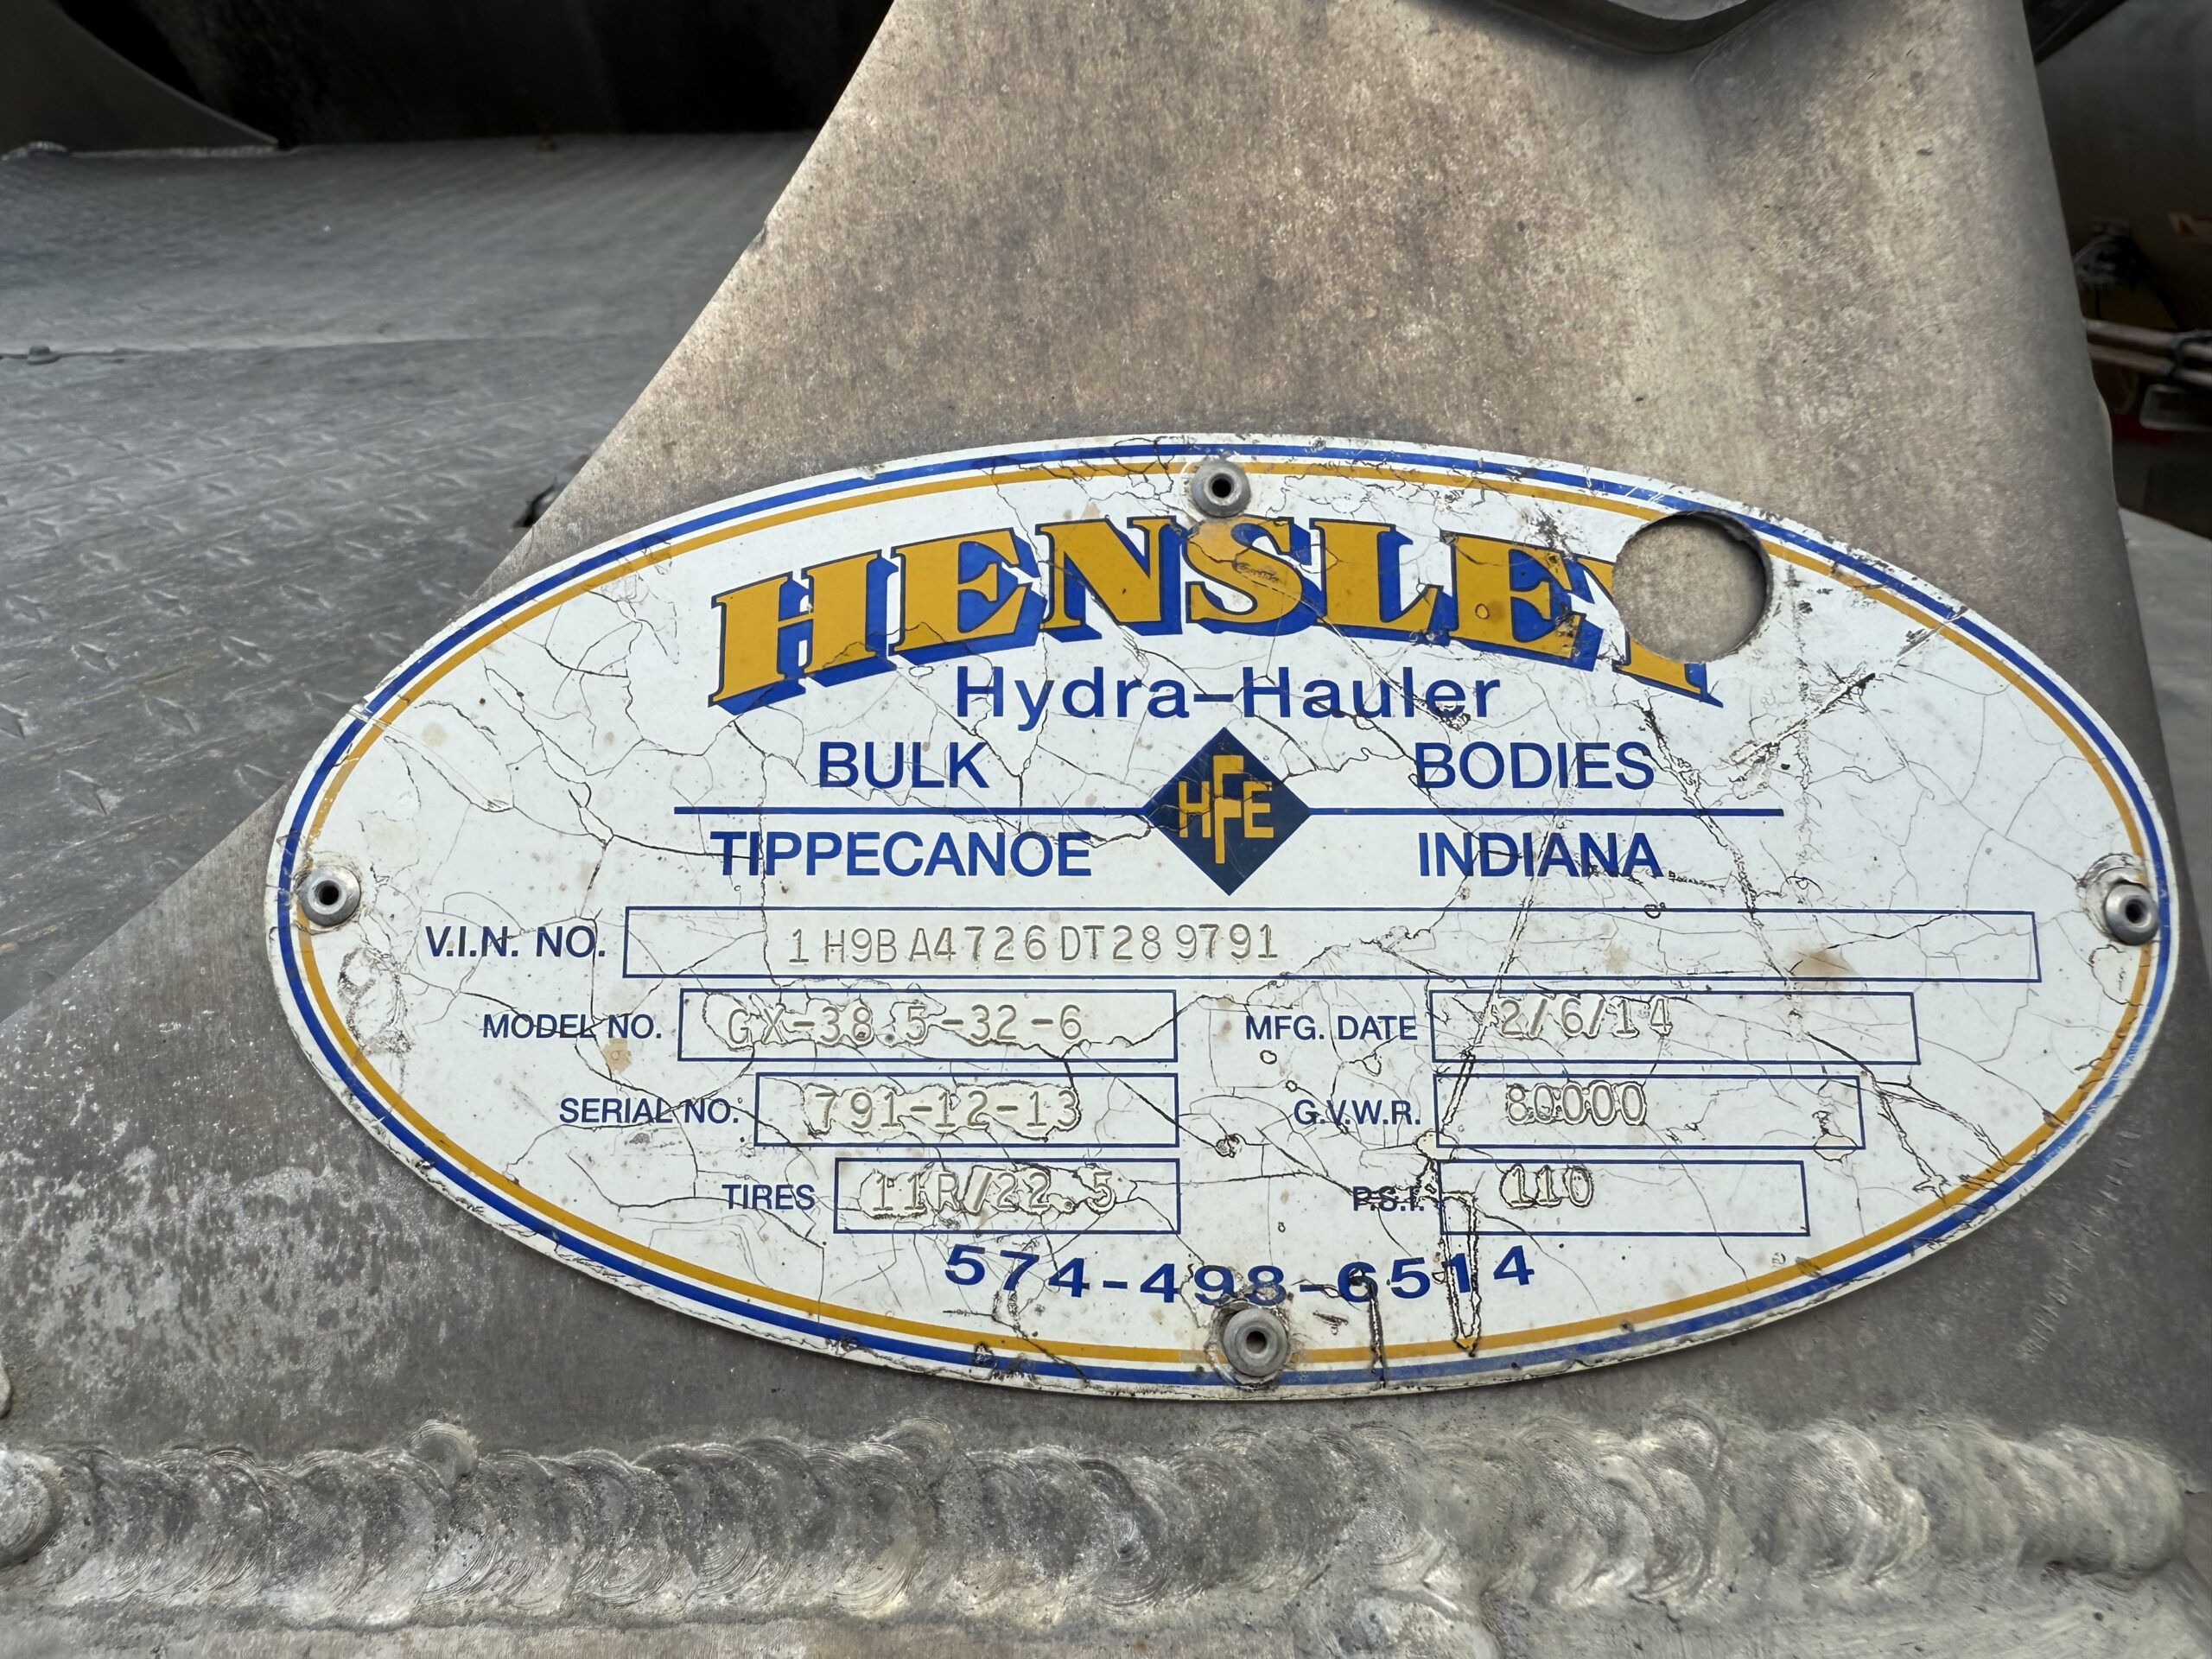 HENSLEY
Hydra-Hauler
BULK BODIES
HFE
TIPPECANOE INDIANA
V.I.N. NO. 1H9BA4726DT289791
MODEL NO. GX-38.5-32-6 MFG. DATE 2/6/14
SERIAL NO. 791-12-13 G.V.W.R. 80000
TIRES 11R/22.5 P.S.I. 110
574-498-6514